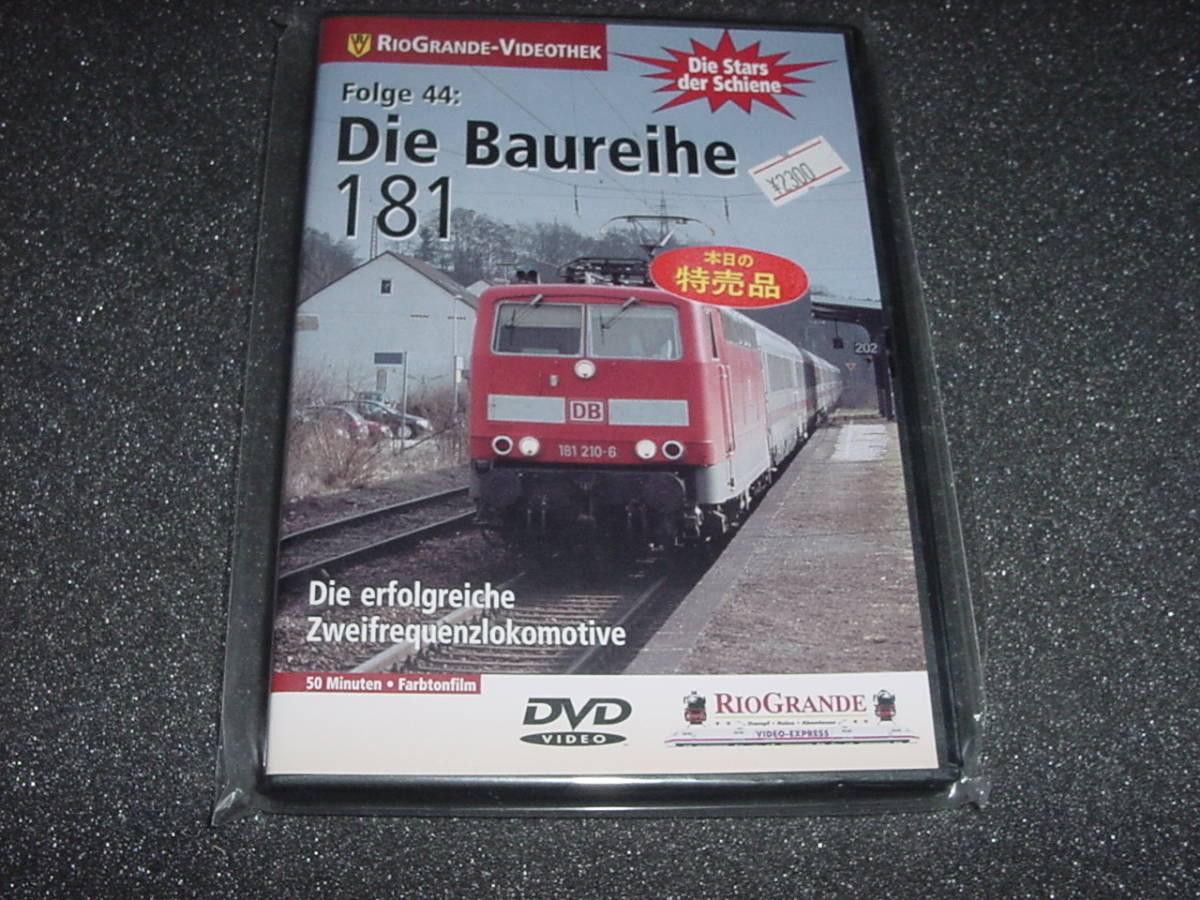 RIOGRANDE-VIDEOTHEK
Die Stars
der Schiene
Folge 44:
Die Baureihe
181
¥2300
本日の
特売品
202
DB
181 210-6
Die erfolgreiche
Zweifrequenzlokomotive
50 Minuten • Farbtonfilm
DVD
VIDEO
RIOGRANDE
VIDEO-EXPRESS